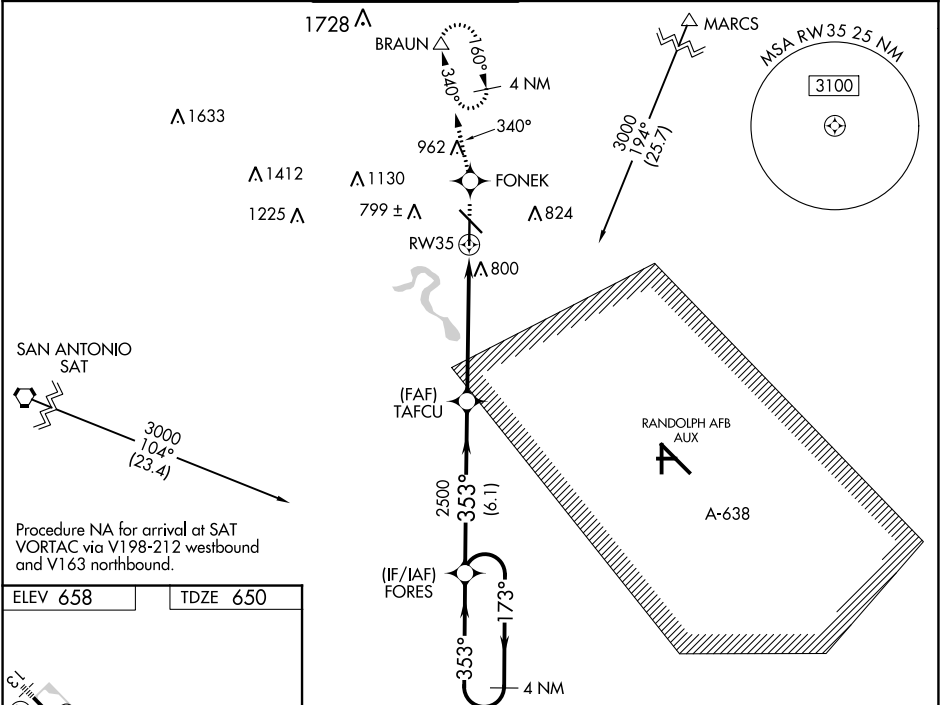 1728
BRAUN
160°
340°
4 NM
MARCS
MSA RW35 25 NM
3100
1633
340°
962
3000
194°
(25.7)
1412
1130
FONEK
1225
799 ±
824
RW35
800
SAN ANTONIO
SAT
3000
104°
(23.4)
(FAF)
TAFCU
RANDOLPH AFB
AUX
A-638
2500
353°
(6.1)
Procedure NA for arrival at SAT
VORTAC via V198-212 westbound
and V163 northbound.
(IF/IAF)
FORES
173°
353°
4 NM
ELEV 658
TDZE 650
13